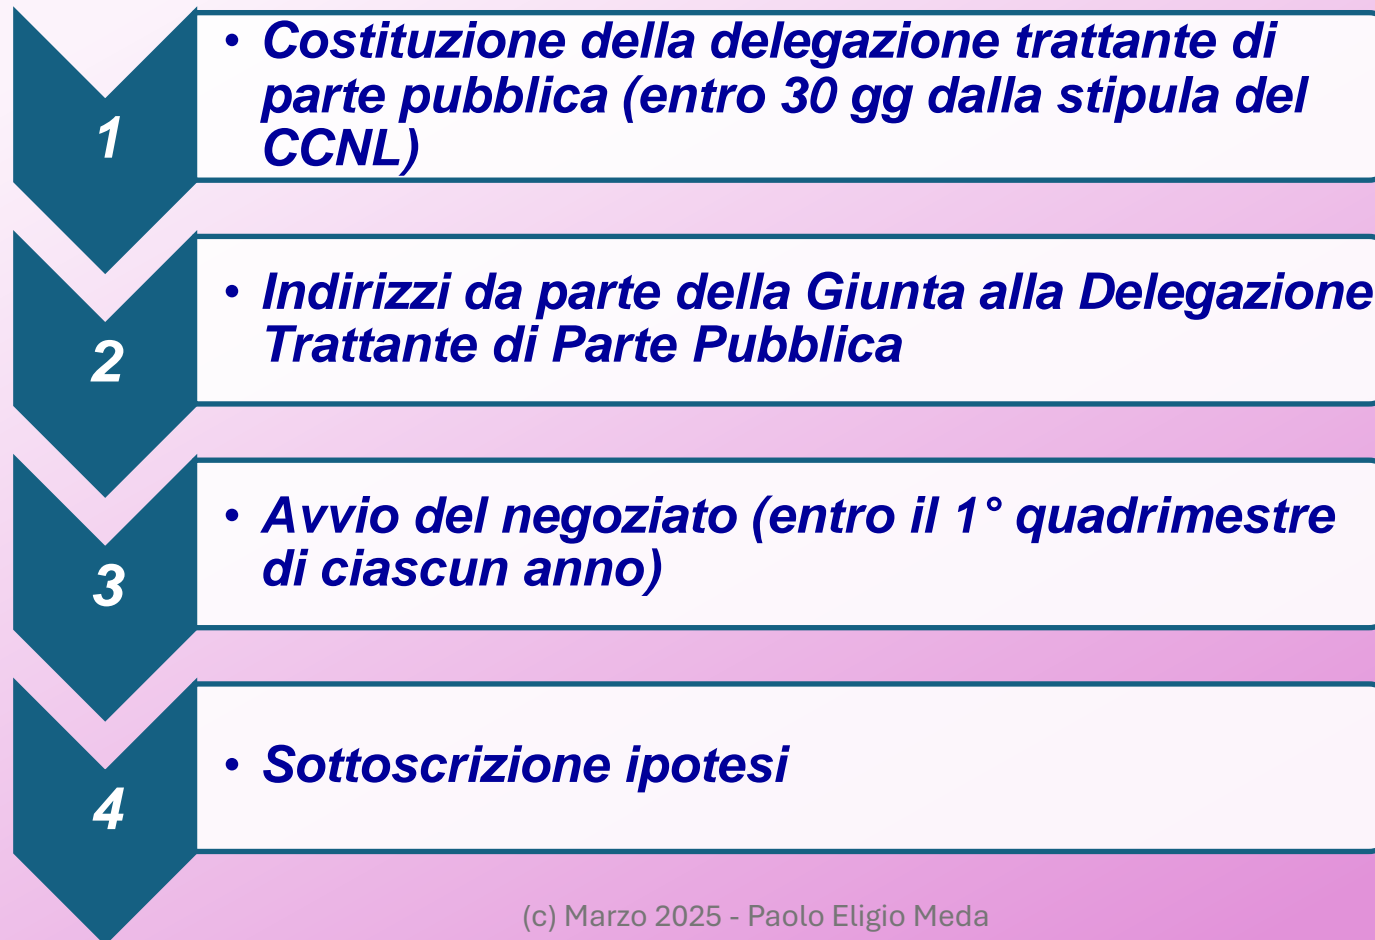 1
• Costituzione della delegazione trattante di
parte pubblica (entro 30 gg dalla stipula del
CCNL)
2
• Indirizzi da parte della Giunta alla Delegazione
Trattante di Parte Pubblica
3
• Avvio del negoziato (entro il 1° quadrimestre
di ciascun anno)
4
• Sottoscrizione ipotesi
(c) Marzo 2025 - Paolo Eligio Meda